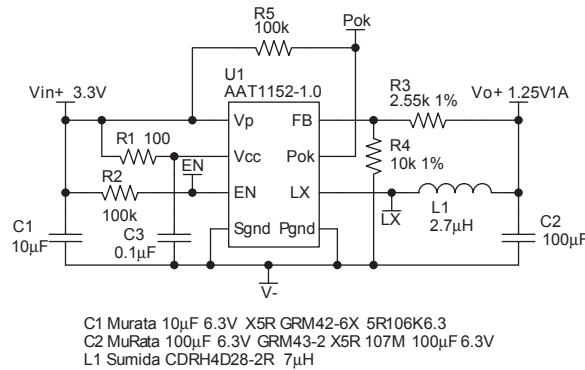 R5
100k
Pok
U1
AAT1152-1.0
Vin+ 3.3V
R3
2.55k 1%
Vo+ 1.25V1A
Vp
FB
R1 100
Vcc
Pok
R4
10k 1%
R2
100k
EN
EN
LX
LX
L1
2.7µH
C1
10µF
C3
0.1µF
Sgnd
Pgnd
C2
100µF
V-
C1 Murata 10µF 6.3V X5R GRM42-6X 5R106K6.3
C2 MuRata 100µF 6.3V GRM43-2 X5R 107M 100µF 6.3V
L1 Sumida CDRH4D28-2R 7µH